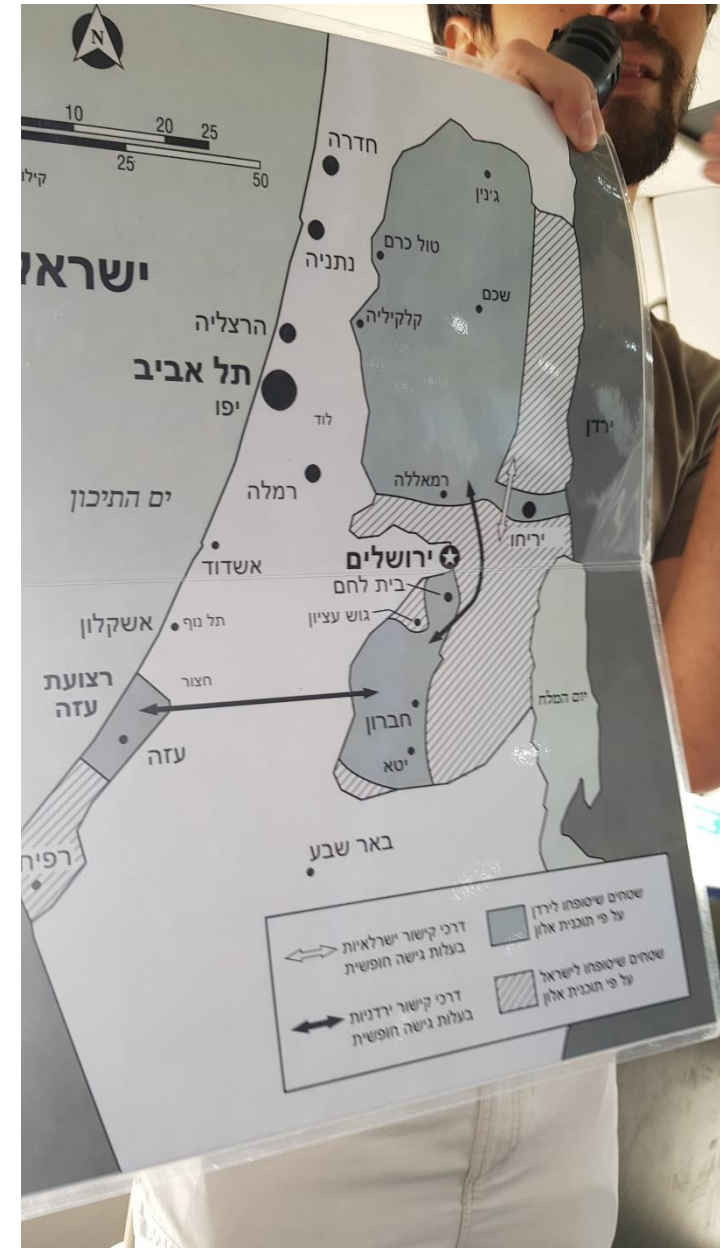 N
10
20
25
25
50
חדרה
ג׳נין
נתניה
טול כרם
שכם
קלקיליה
הרצליה
תל אביב
יפו
לוד
ירדן
רמלה
רמאללה
ים התיכון
יריחו
אשדוד
ירושלים
בית לחם
גוש עציון
תל נוף
אשקלון
חצור
רצועת
עזה
יום המלח
חברון
עזה
יטא
רפיח
באר שבע
שטחים שיסופחו לירדן
על פי תוכנית אלון
דרכי קישור ישראליות
בעלות גישה חופשית
שטחים שיסופחו לישראל
על פי תוכנית אלון
דרכי קישור ירדניות
בעלות גישה חופשית